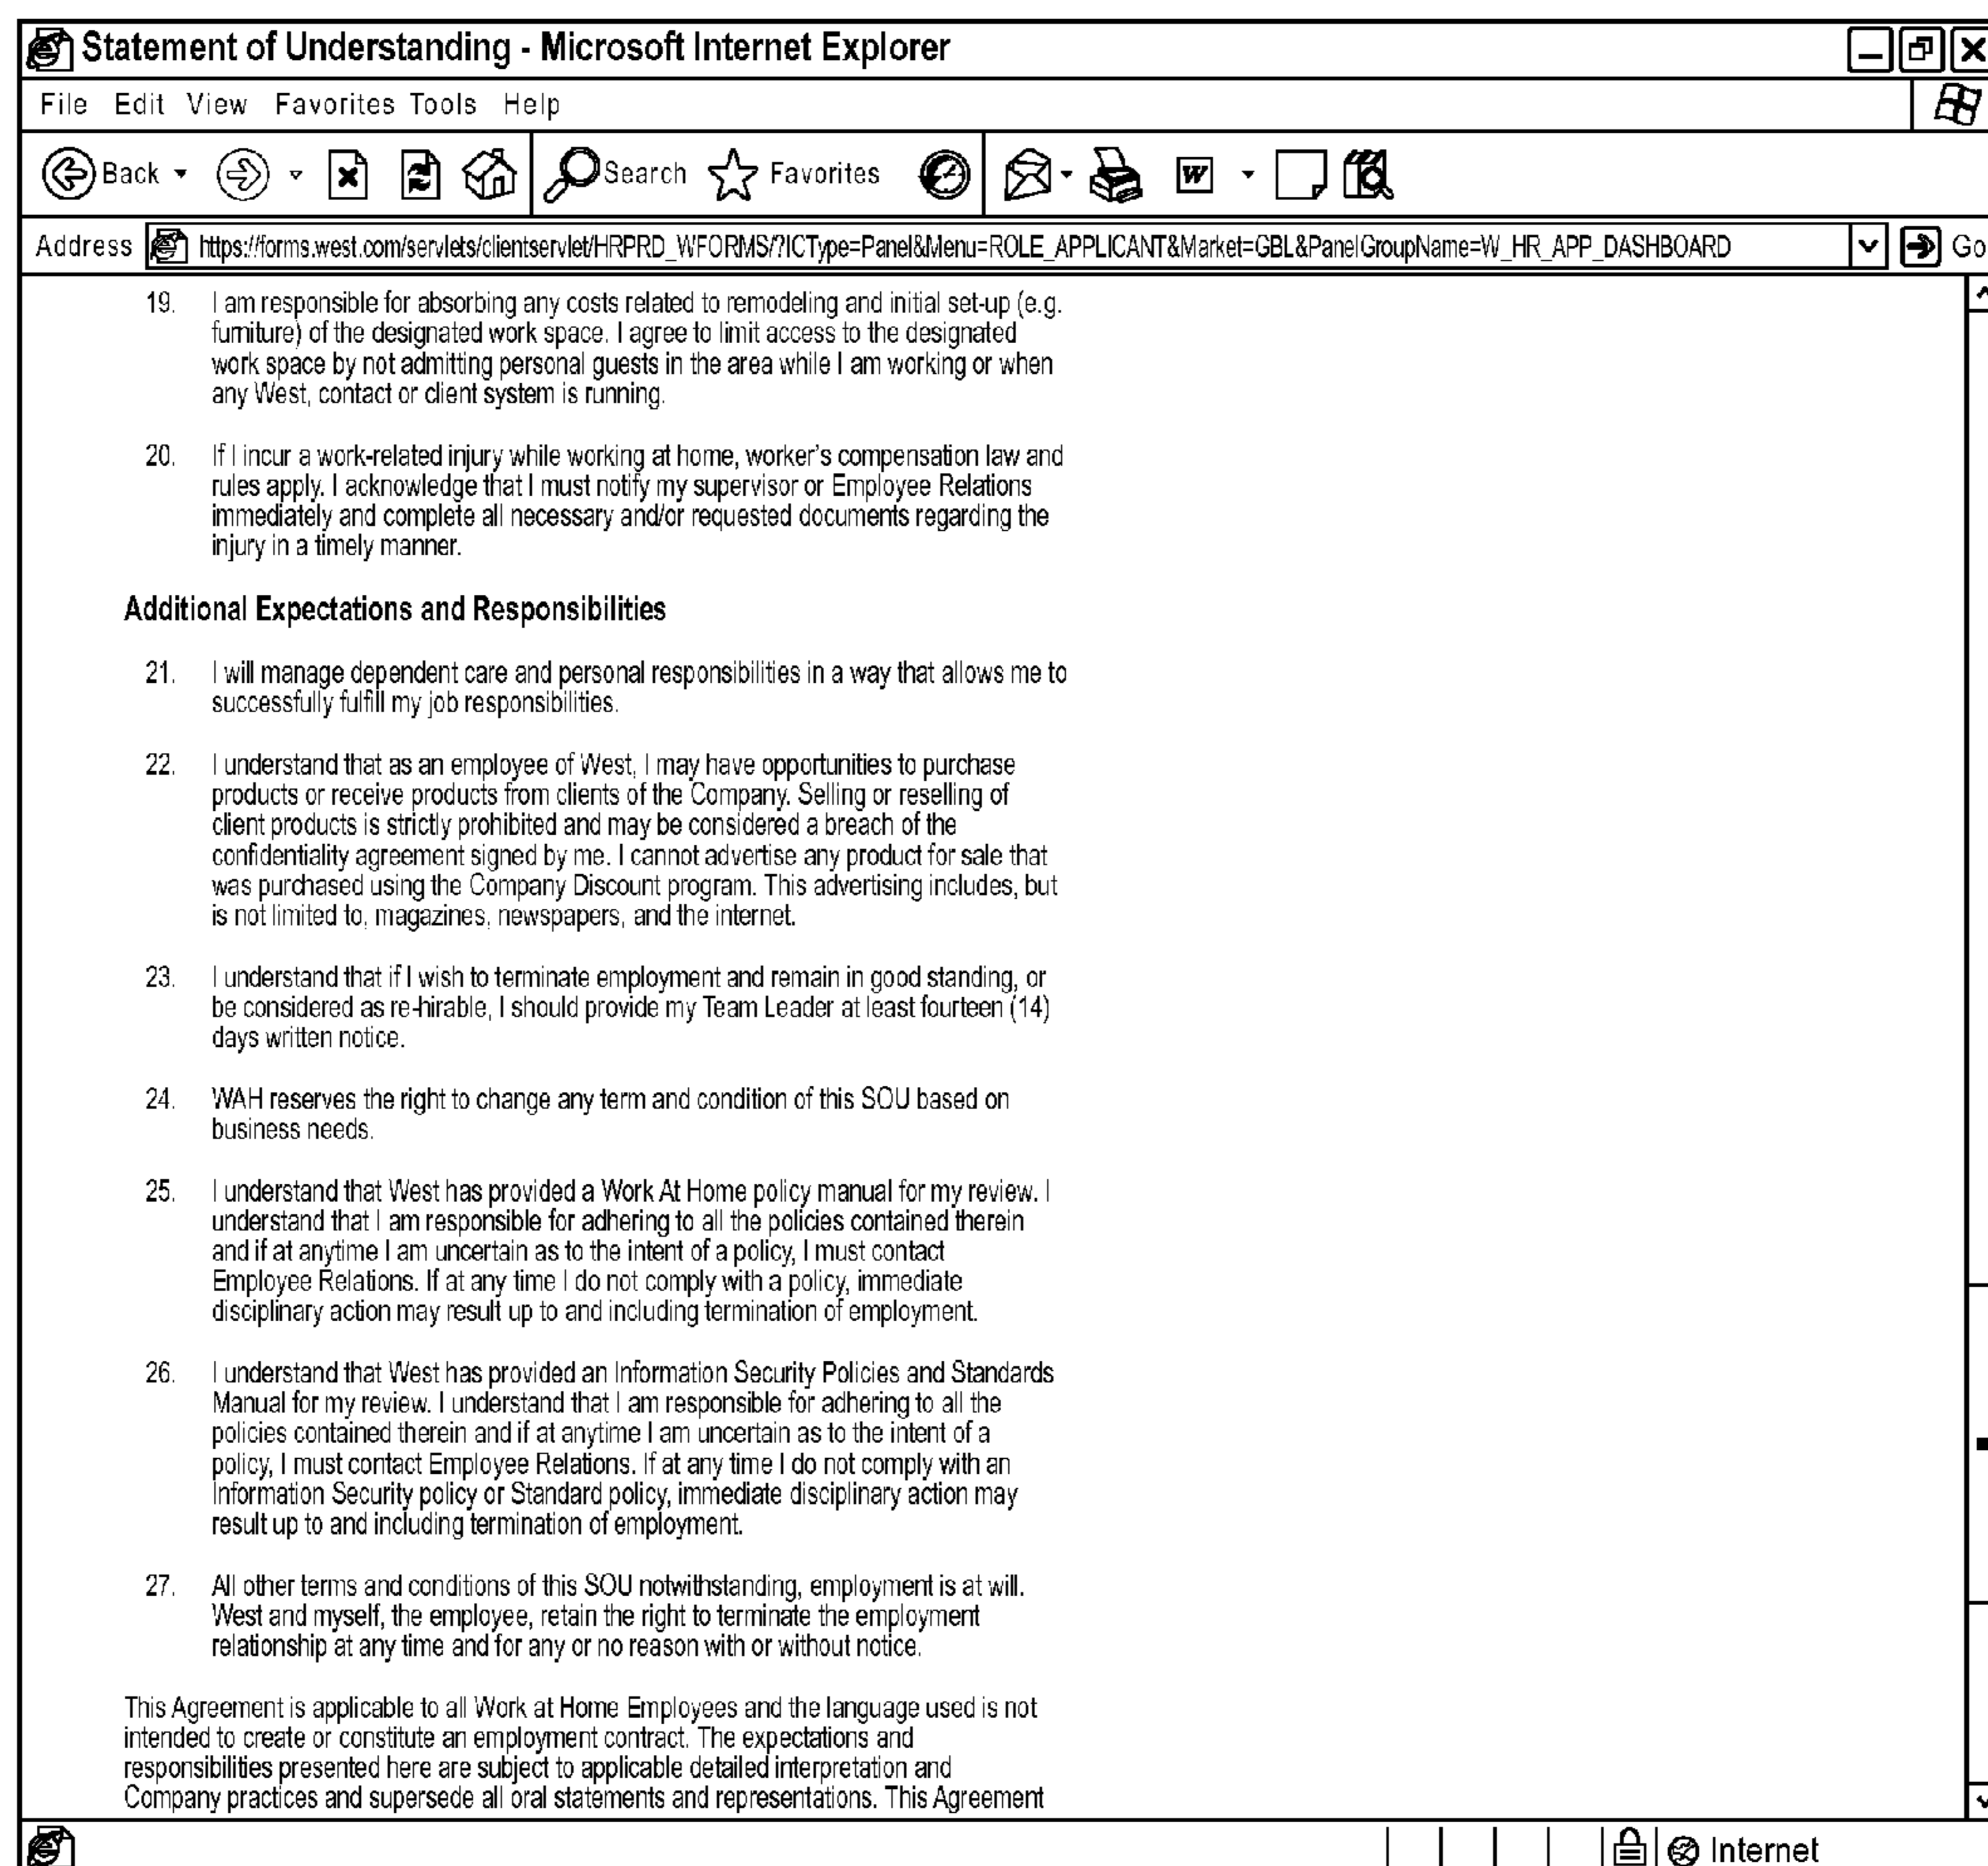 Statement of Understanding - Microsoft Internet Explorer
File Edit View Favorites Tools Help
Back Search Favorites W
Address https://forms.west.com/servlets/clientservlet/HRPRD_WFORMS/?ICType=Panel&Menu=ROLE_APPLICANT&Market=GBL&PanelGroupName=W_HR_APP_DASHBOARD Go
19. I am responsible for absorbing any costs related to remodeling and initial set-up (e.g.
furniture) of the designated work space. I agree to limit access to the designated
work space by not admitting personal guests in the area while I am working or when
any West, contact or client system is running.
20. If I incur a work-related injury while working at home, worker's compensation law and
rules apply. I acknowledge that I must notify my supervisor or Employee Relations
immediately and complete all necessary and/or requested documents regarding the
injury in a timely manner.
Additional Expectations and Responsibilities
21. I will manage dependent care and personal responsibilities in a way that allows me to
successfully fulfill my job responsibilities.
22. I understand that as an employee of West, I may have opportunities to purchase
products or receive products from clients of the Company. Selling or reselling of
client products is strictly prohibited and may be considered a breach of the
confidentiality agreement signed by me. I cannot advertise any product for sale that
was purchased using the Company Discount program. This advertising includes, but
is not limited to, magazines, newspapers, and the internet.
23. I understand that if I wish to terminate employment and remain in good standing, or
be considered as re-hirable, I should provide my Team Leader at least fourteen (14)
days written notice.
24. WAH reserves the right to change any term and condition of this SOU based on
business needs.
25. I understand that West has provided a Work At Home policy manual for my review. I
understand that I am responsible for adhering to all the policies contained therein
and if at anytime I am uncertain as to the intent of a policy, I must contact
Employee Relations. If at any time I do not comply with a policy, immediate
disciplinary action may result up to and including termination of employment.
26. I understand that West has provided an Information Security Policies and Standards
Manual for my review. I understand that I am responsible for adhering to all the
policies contained therein and if at anytime I am uncertain as to the intent of a
policy, I must contact Employee Relations. If at any time I do not comply with an
Information Security policy or Standard policy, immediate disciplinary action may
result up to and including termination of employment.
27. All other terms and conditions of this SOU notwithstanding, employment is at will.
West and myself, the employee, retain the right to terminate the employment
relationship at any time and for any or no reason with or without notice.
This Agreement is applicable to all Work at Home Employees and the language used is not
intended to create or constitute an employment contract. The expectations and
responsibilities presented here are subject to applicable detailed interpretation and
Company practices and supersede all oral statements and representations. This Agreement
Internet